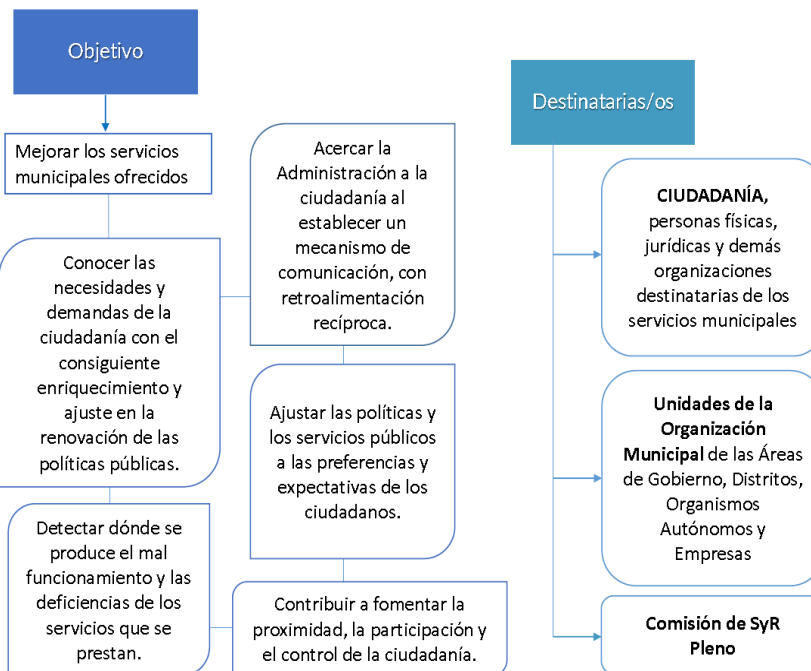 Objetivo
Mejorar los servicios
municipales ofrecidos
Conocer las
necesidades y
demandas de la
ciudadanía con el
consiguiente
enriquecimiento y
ajuste en la
renovación de las
políticas públicas.
Detectar dónde se
produce el mal
funcionamiento y las
deficiencias de los
servicios que se
prestan.
Acercar la
Administración a la
ciudadanía al
establecer un
mecanismo de
comunicación, con
retroalimentación
recíproca.
Ajustar las políticas y
los servicios públicos
a las preferencias y
expectativas de los
ciudadanos.
Contribuir a fomentar la
proximidad, la participación y
el control de la ciudadanía.
Destinatarias/os
CIUDADANÍA,
personas físicas,
jurídicas y demás
organizaciones
destinatarias de los
servicios municipales
Unidades de la
Organización
Municipal de las Áreas
de Gobierno, Distritos,
Organismos
Autónomos y
Empresas
Comisión de SyR
Pleno